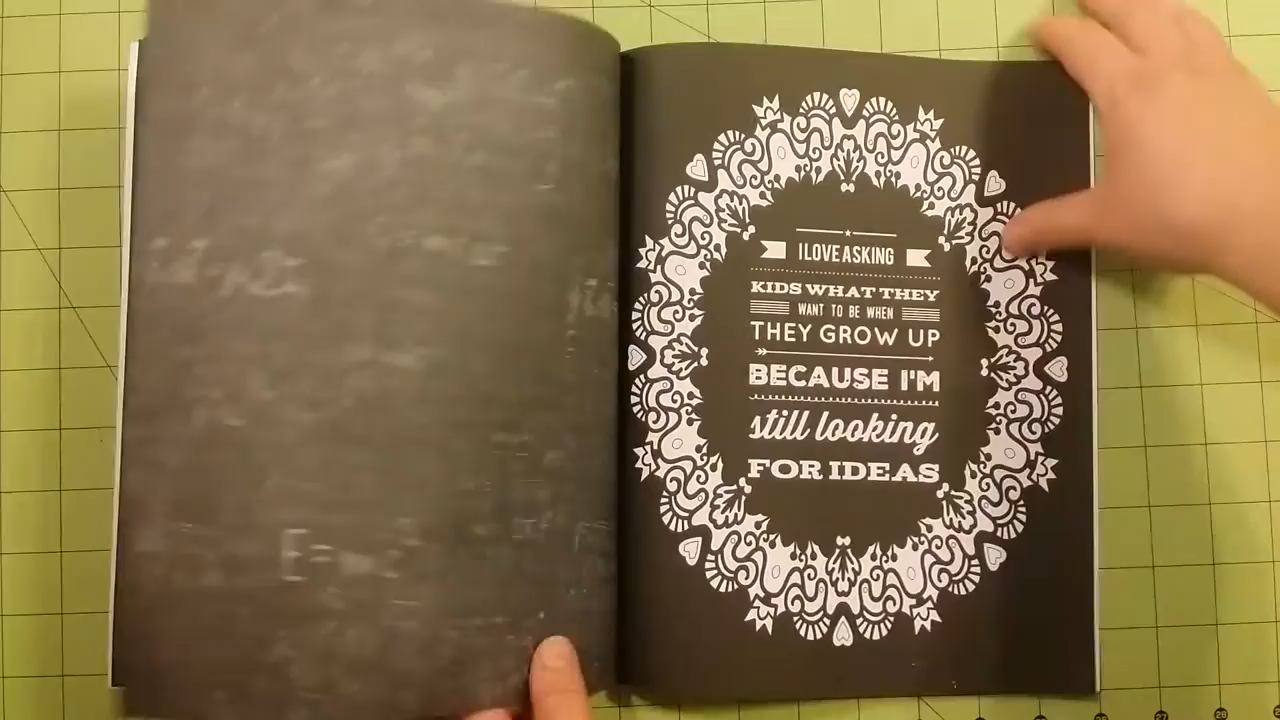 I LOVE ASKING
KIDS WHAT THEY
WANT TO BE WHEN
THEY GROW UP
BECAUSE I'M
still looking
FOR IDEAS